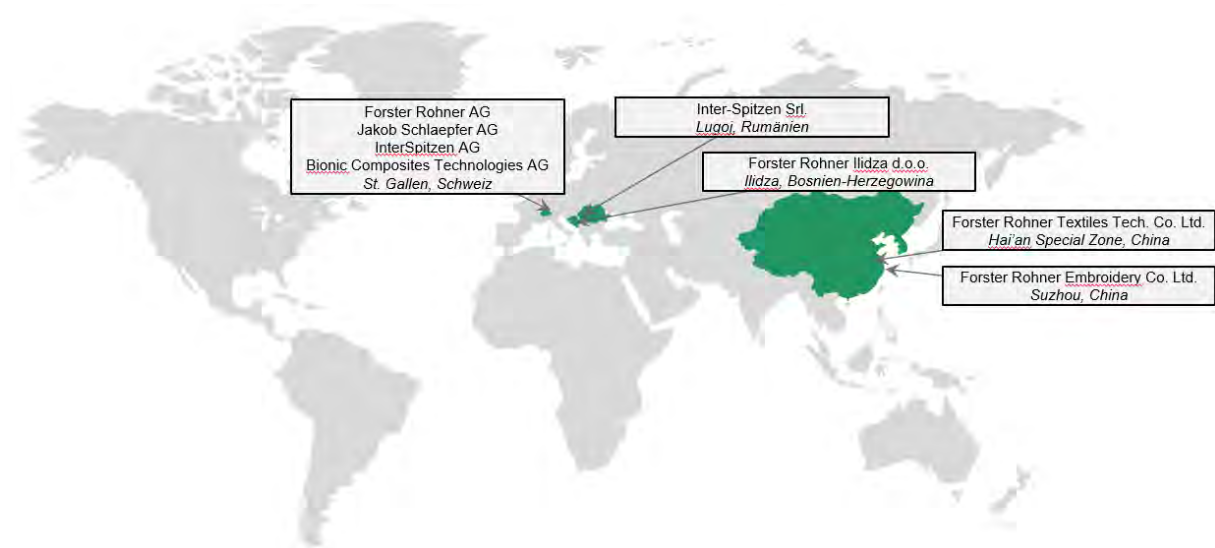 Forster Rohner AG
Jakob Schlaepfer AG
InterSpitzen AG
Bionic Composites Technologies AG
St. Gallen, Schweiz
Inter-Spitzen Srl.
Lugoj, Rumänien
Forster Rohner Ilidza d.o.o.
Ilidza, Bosnien-Herzegowina
Forster Rohner Textiles Tech. Co. Ltd.
Hai'an Special Zone, China
Forster Rohner Embroidery Co. Ltd.
Suzhou, China